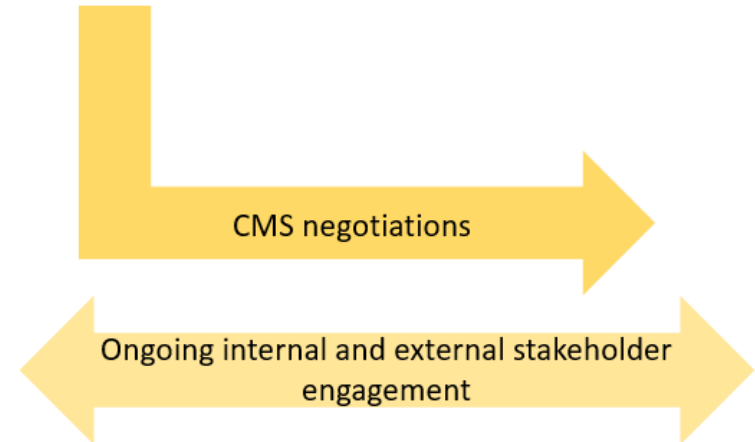 CMS negotiations
Ongoing internal and external stakeholder
engagement